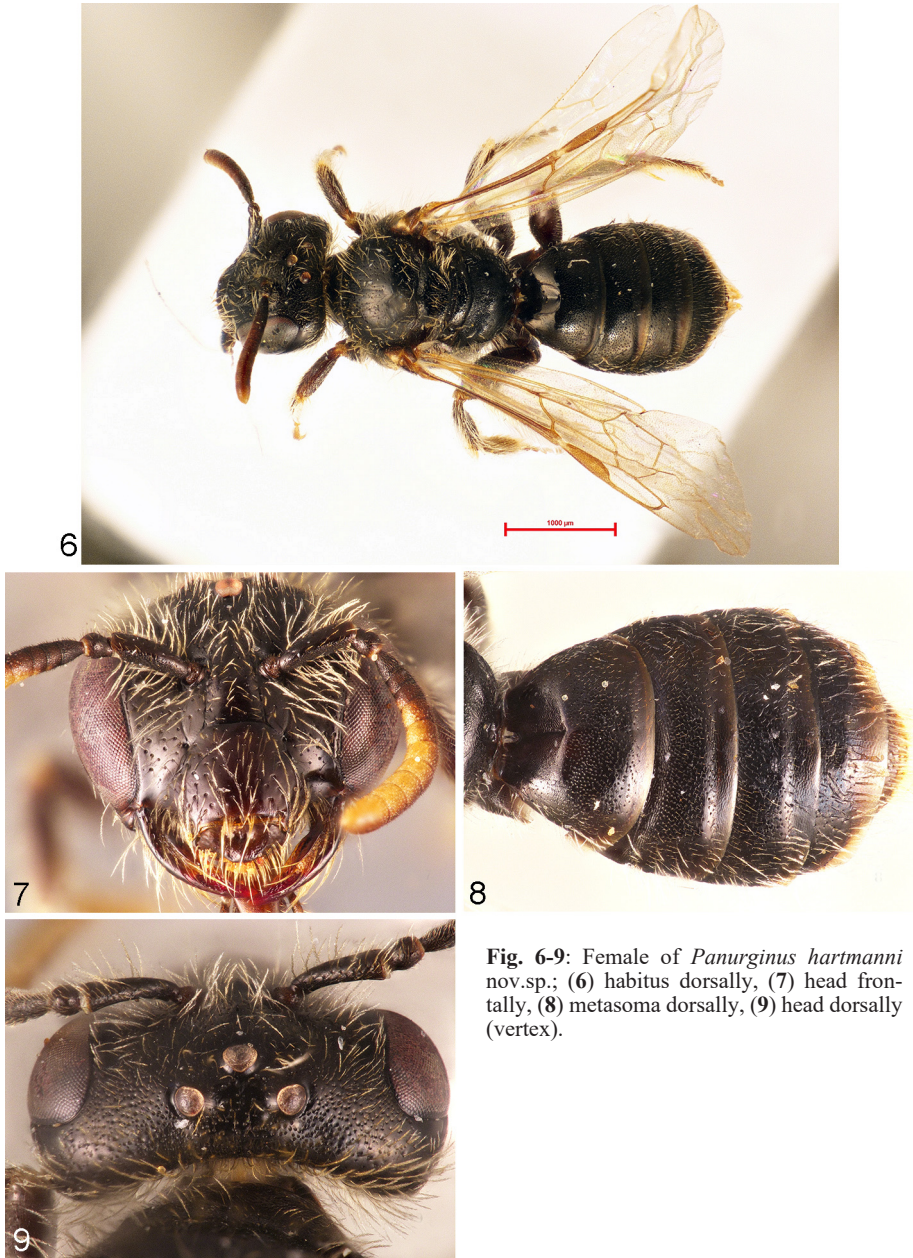 6
1000 µm
7
8
9
Fig. 6-9: Female of Panurginus hartmanni
nov.sp.; (6) habitus dorsally, (7) head fron-
tally, (8) metasoma dorsally, (9) head dorsally
(vertex).